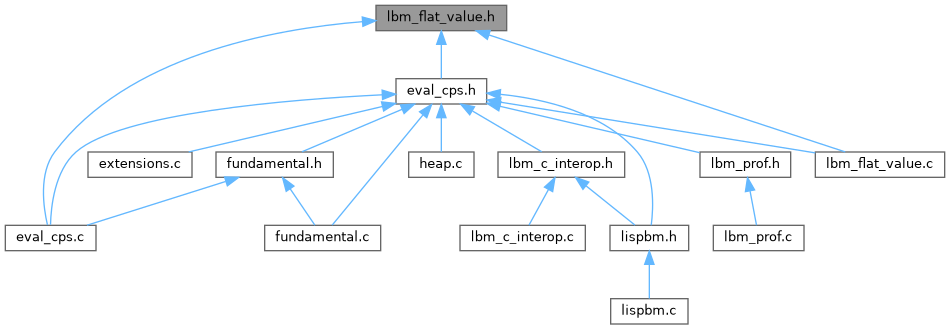 lbm_flat_value.h
eval_cps.h
extensions.c
fundamental.h
heap.c
lbm_c_interop.h
lbm_prof.h
lbm_flat_value.c
eval_cps.c
fundamental.c
lbm_c_interop.c
lispbm.h
lbm_prof.c
lispbm.c